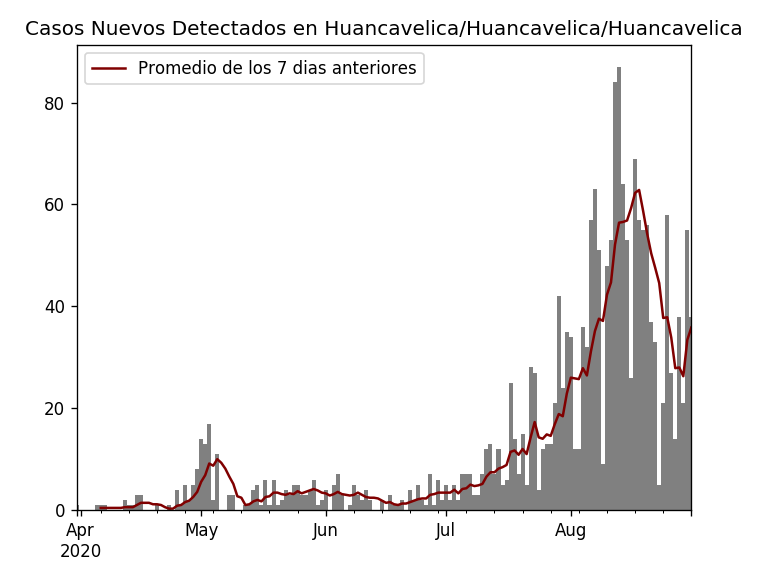 Casos Nuevos Detectados en Huancavelica/Huancavelica/Huancavelica
Promedio de los 7 dias anteriores
80
60
40
20
0
Apr May Jun Jul Aug
2020